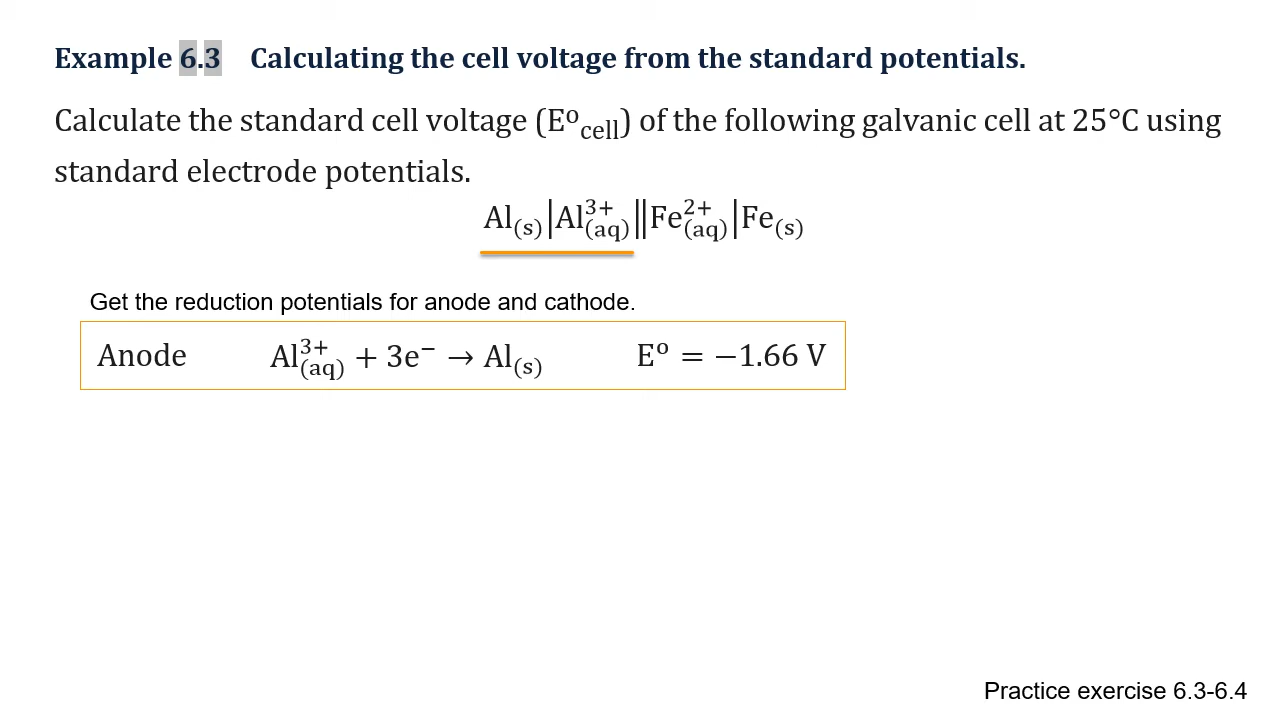 Example 6.3 Calculating the cell voltage from the standard potentials.
Calculate the standard cell voltage (E°cell) of the following galvanic cell at 25°C using
standard electrode potentials.
Al(s)|Al³⁺(aq)||Fe²⁺(aq)|Fe(s)
Get the reduction potentials for anode and cathode.
Anode Al³⁺(aq) + 3e⁻ → Al(s) E° = −1.66 V
Practice exercise 6.3-6.4